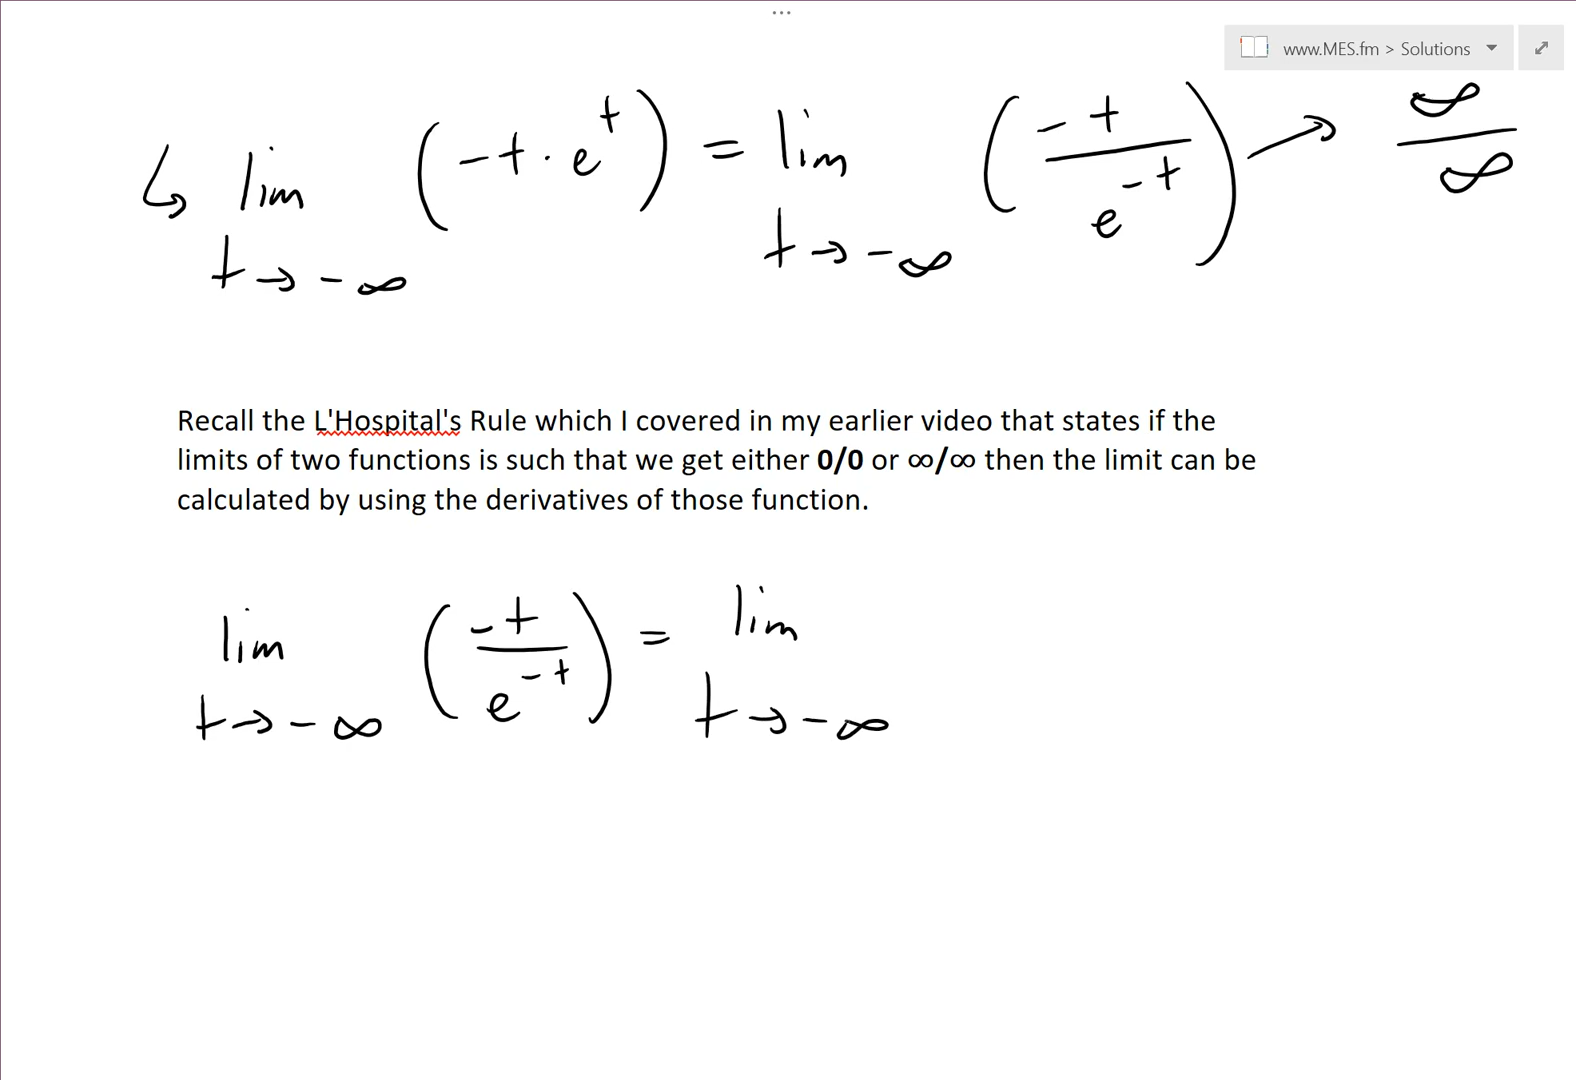 www.MES.fm > Solutions
↳ lim t→-∞ (-t·e^t) = lim t→-∞ (-t/e^-t) → ∞/∞
Recall the L'Hospital's Rule which I covered in my earlier video that states if the
limits of two functions is such that we get either 0/0 or ∞/∞ then the limit can be
calculated by using the derivatives of those function.
lim t→-∞ (-t/e^-t) = lim t→-∞